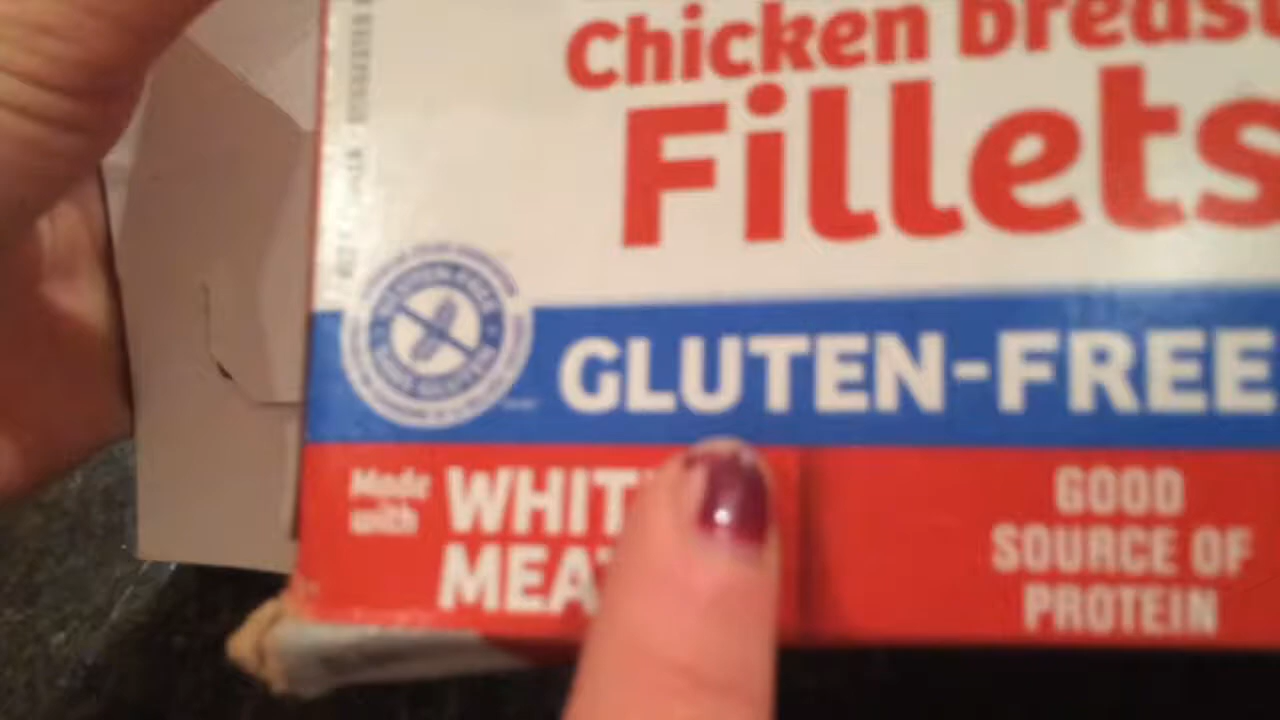 Chicken Breast
Fillets
GLUTEN-FREE
Made with
WHIT
MEA
GOOD
SOURCE OF
PROTEIN